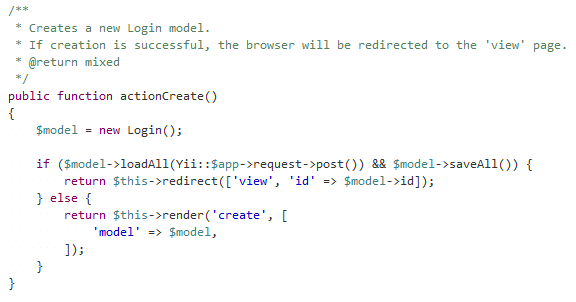 /**
 * Creates a new Login model.
 * If creation is successful, the browser will be redirected to the 'view' page.
 * @return mixed
 */
public function actionCreate()
{
    $model = new Login();

    if ($model->loadAll(Yii::$app->request->post()) && $model->saveAll()) {
        return $this->redirect(['view', 'id' => $model->id]);
    } else {
        return $this->render('create', [
            'model' => $model,
        ]);
    }
}